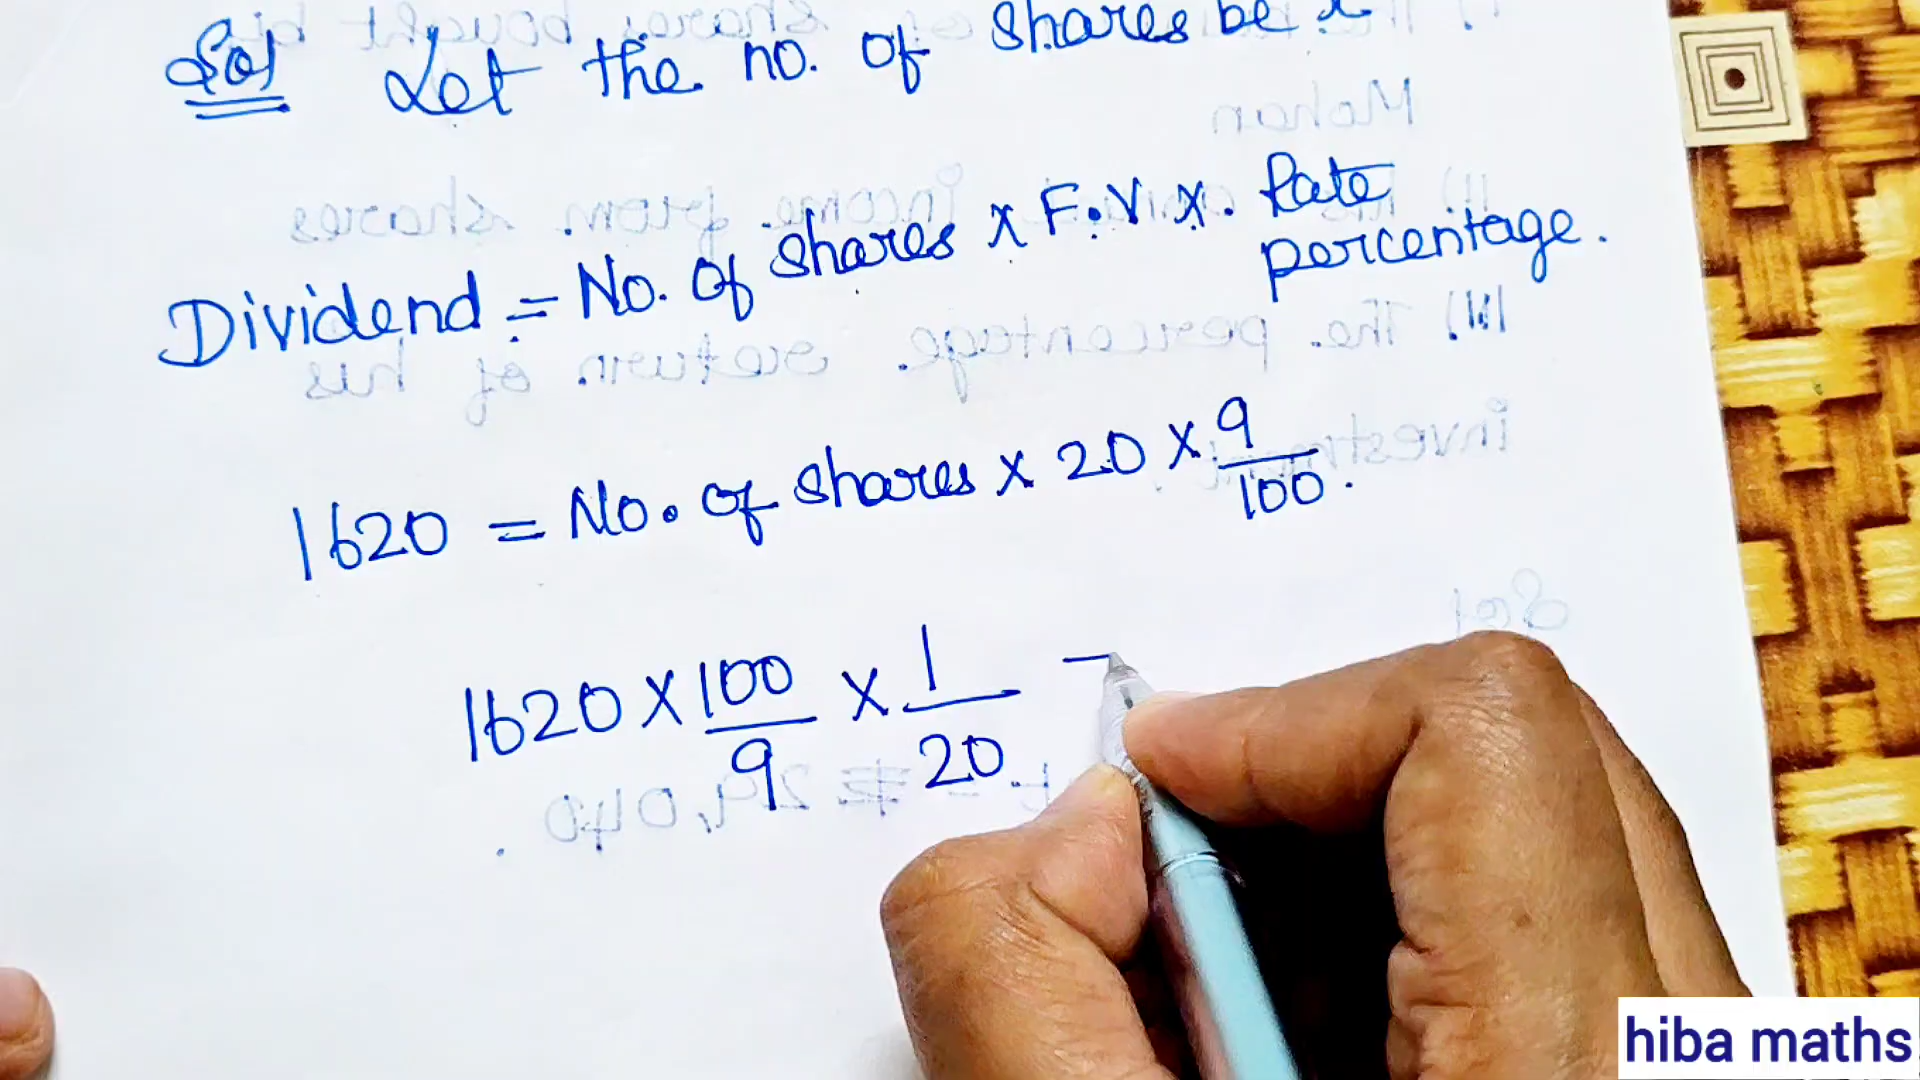 Sol Let the no. of shares be x
Dividend = No. of shares x F.V x. Rate percentage.
1620 = No. of shares x 20 x 9/100.
1620 x 100/9 x 1/20
hiba maths